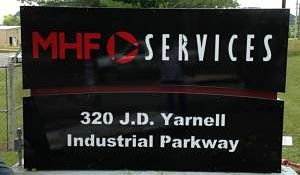 MHF SERVICES
320 J.D. Yarnell
Industrial Parkway